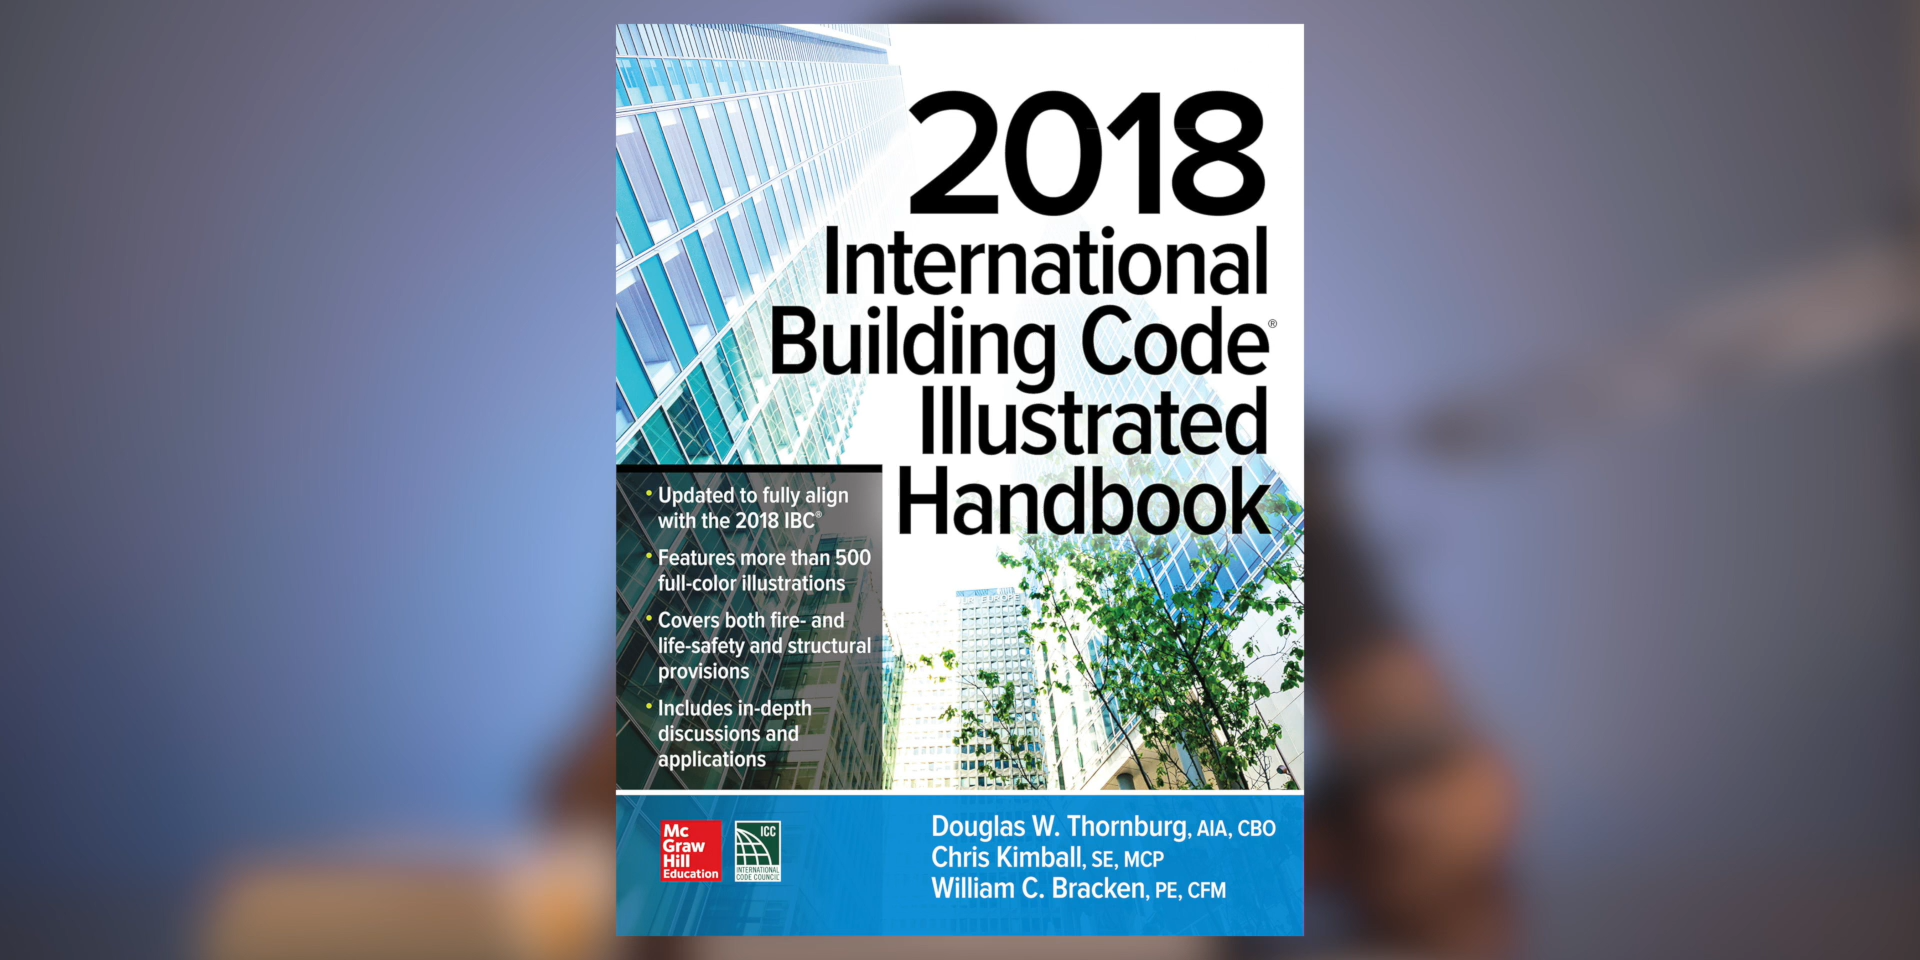 2018
International
Building Code®
Illustrated
Handbook
• Updated to fully align
with the 2018 IBC®
• Features more than 500
full-color illustrations
• Covers both fire- and
life-safety and structural
provisions
• Includes in-depth
discussions and
applications
EUROPE
Mc
Graw
Hill
Education
ICC
INTERNATIONAL
CODE COUNCIL
Douglas W. Thornburg, AIA, CBO
Chris Kimball, SE, MCP
William C. Bracken, PE, CFM